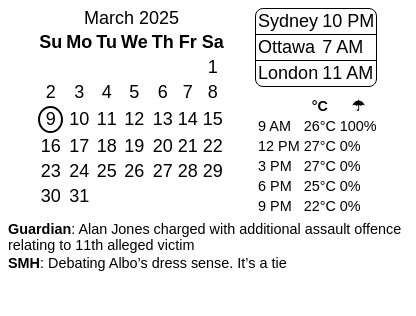 March 2025
Su Mo Tu We Th Fr Sa
1
2 3 4 5 6 7 8
9 10 11 12 13 14 15
16 17 18 19 20 21 22
23 24 25 26 27 28 29
30 31
Sydney 10 PM
Ottawa 7 AM
London 11 AM
°C ☂
9 AM 26°C 100%
12 PM 27°C 0%
3 PM 27°C 0%
6 PM 25°C 0%
9 PM 22°C 0%
Guardian: Alan Jones charged with additional assault offence
relating to 11th alleged victim
SMH: Debating Albo’s dress sense. It’s a tie